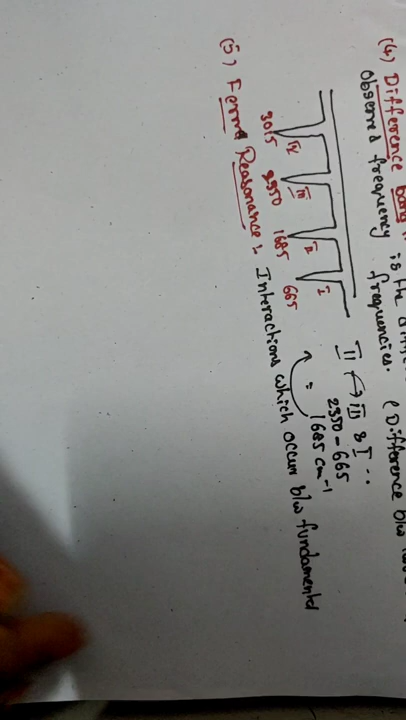 (4) Difference band
Observed frequency is the
frequencies. (Difference b/w
IV III II I
3015 2350 1685 665
II → III & I ..
2350 - 665
= 1685 cm⁻¹
(5) Fermi Reasonance : Interactions which occur b/w fundamental